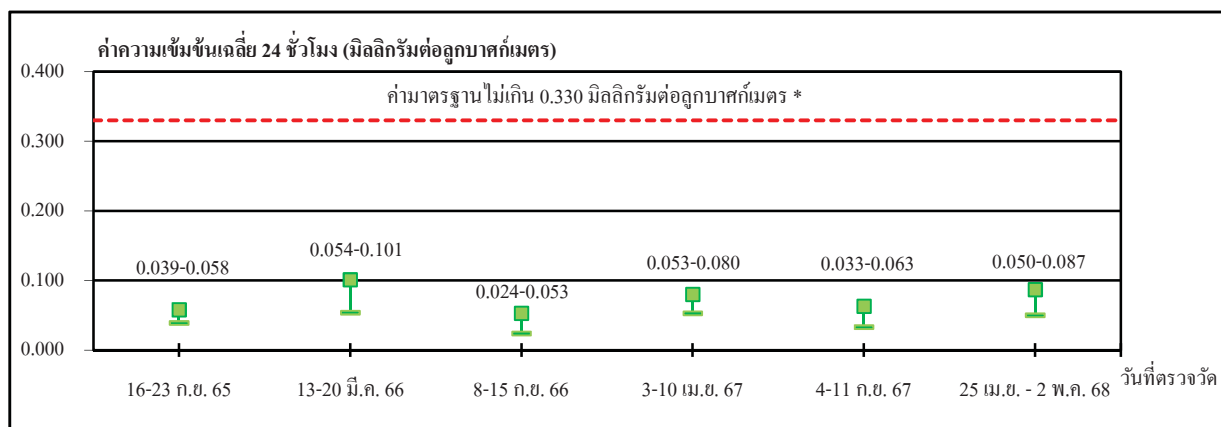 ค่าความเข้มข้นเฉลี่ย 24 ชั่วโมง (มิลลิกรัมต่อลูกบาศก์เมตร)
0.400
ค่ามาตรฐานไม่เกิน 0.330 มิลลิกรัมต่อลูกบาศก์เมตร *
0.300
0.200
0.039-0.058
0.054-0.101
0.024-0.053
0.053-0.080
0.033-0.063
0.050-0.087
0.100
0.000
16-23 ก.ย. 65
13-20 มี.ค. 66
8-15 ก.ย. 66
3-10 เม.ย. 67
4-11 ก.ย. 67
25 เม.ย. - 2 พ.ค. 68
วันที่ตรวจวัด